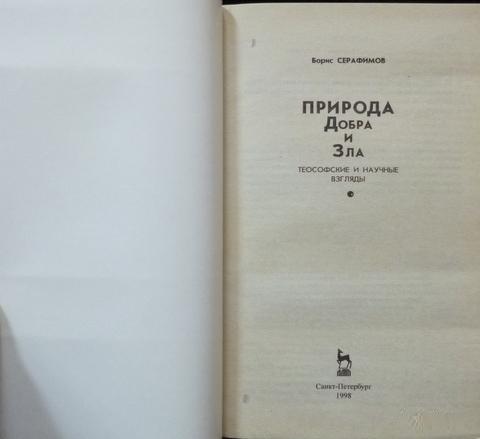 Борис СЕРАФИМОВ
ПРИРОДА
ДОБРА
И
ЗЛА
ТЕОСОФСКИЕ И НАУЧНЫЕ
ВЗГЛЯДЫ
Санкт-Петербург
1998